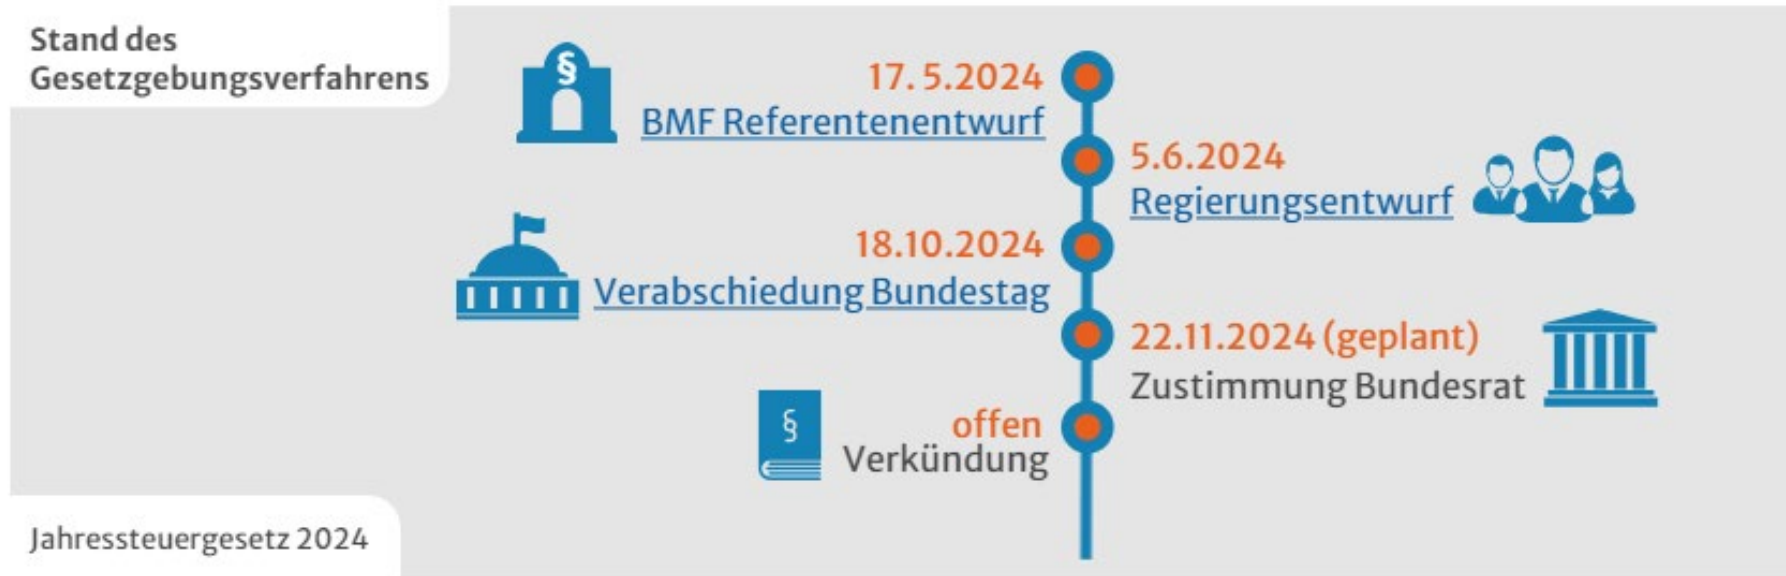 Stand des
Gesetzgebungsverfahrens
§
17. 5.2024
BMF Referentenentwurf
5.6.2024
Regierungsentwurf
18.10.2024
Verabschiedung Bundestag
22.11.2024 (geplant)
Zustimmung Bundesrat
§
offen
Verkündung
Jahressteuergesetz 2024